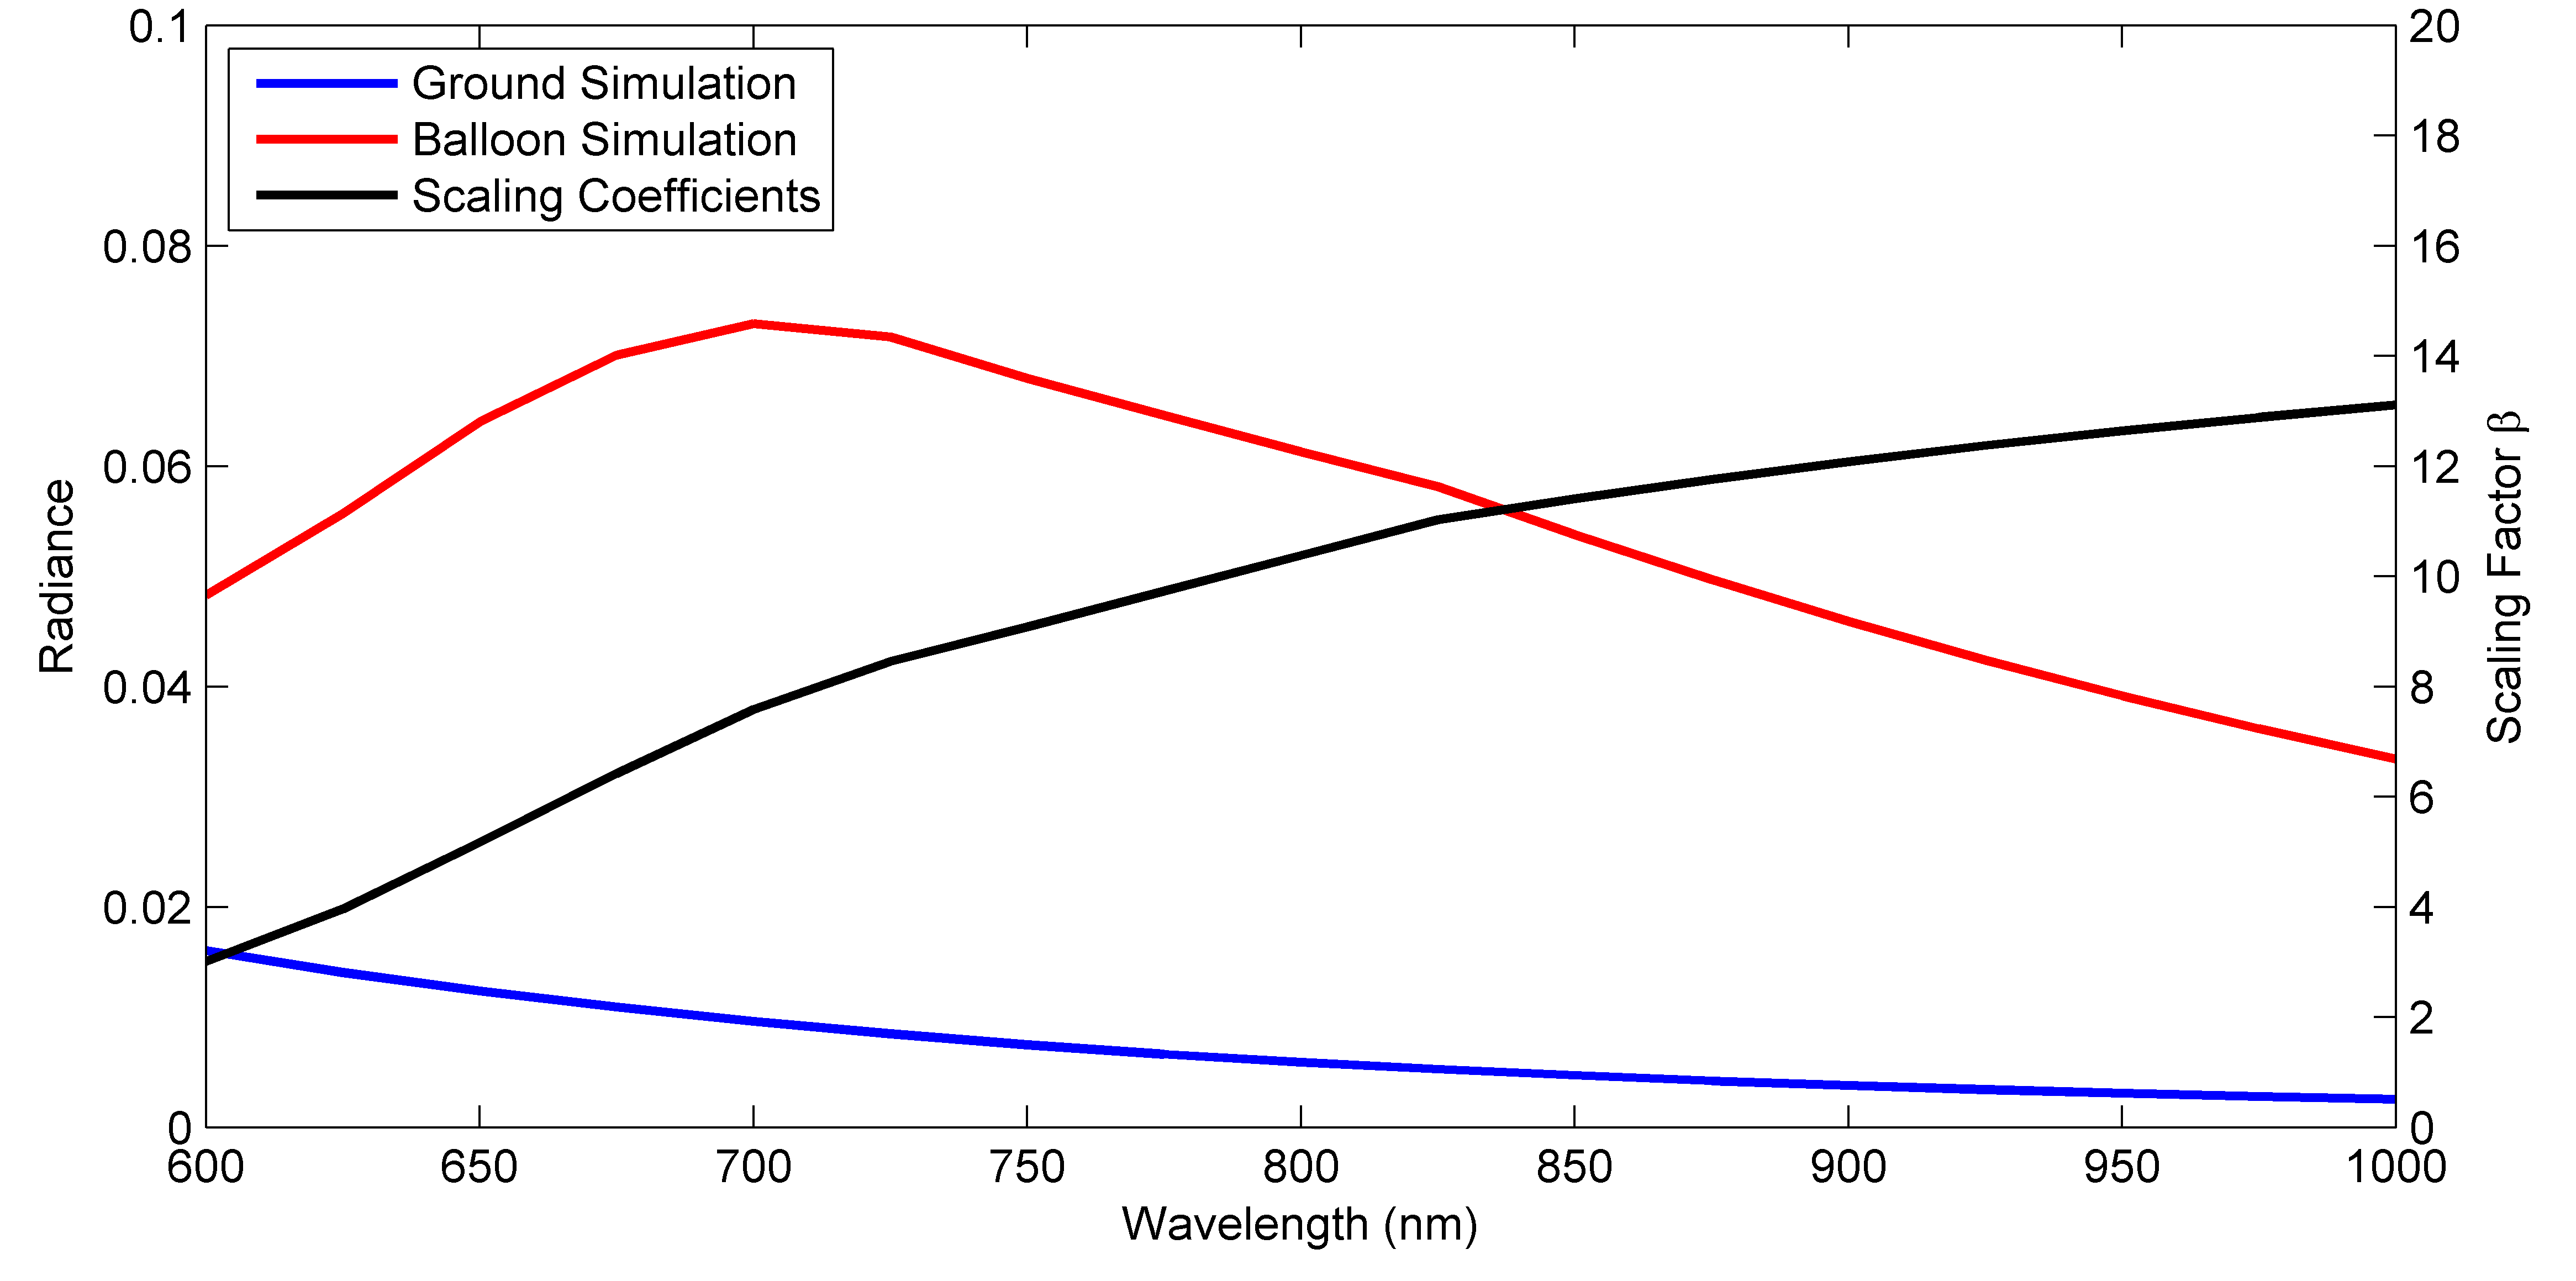 Ground Simulation
Balloon Simulation
Scaling Coefficients
0.1
0.08
0.06
0.04
0.02
0
Radiance
20
18
16
14
12
10
8
6
4
2
0
Scaling Factor β
600 650 700 750 800 850 900 950 1000
Wavelength (nm)